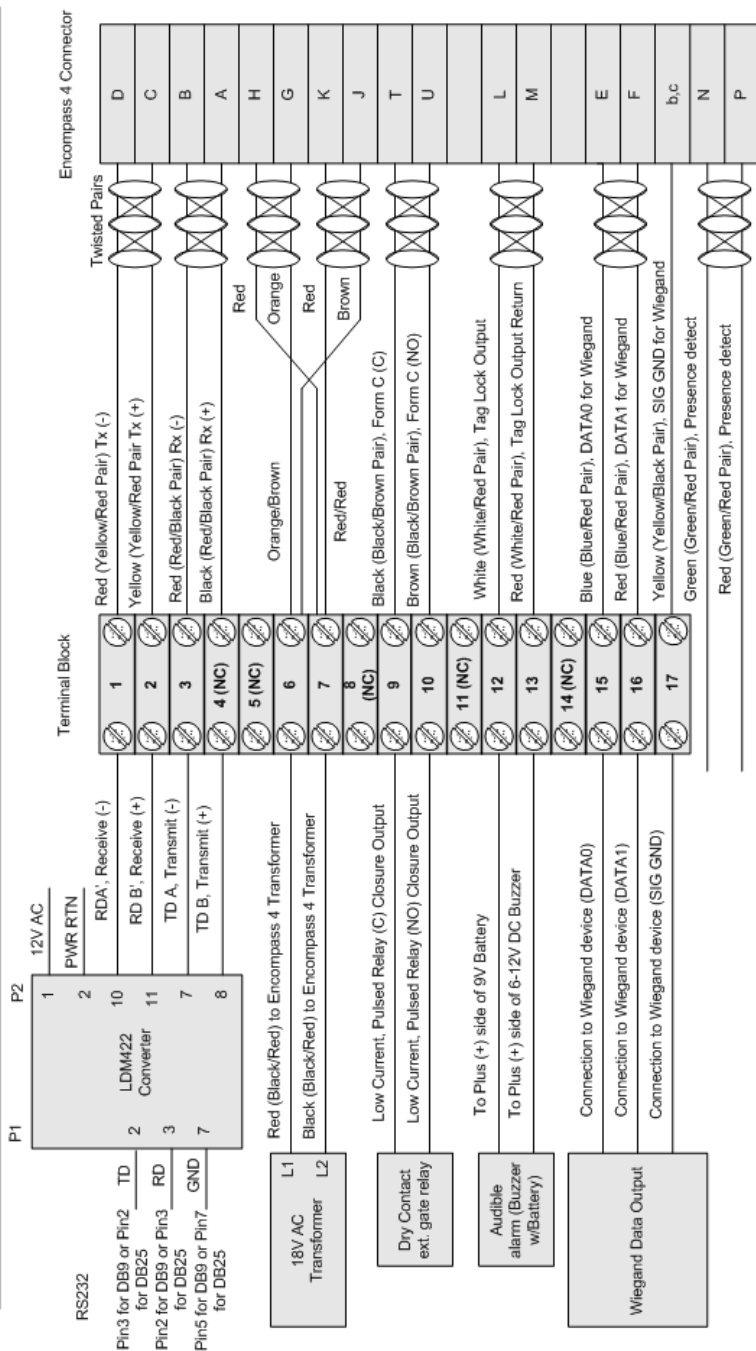 P1
P2
RS232
Pin3 for DB9 or Pin2
for DB25
TD
2
Pin2 for DB9 or Pin3
for DB25
RD
3
Pin5 for DB9 or Pin7
for DB25
GND
7
LDM422
Converter
1
12V AC
2
PWR RTN
10
RDA', Receive (-)
11
RD B', Receive (+)
7
TD A, Transmit (-)
8
TD B, Transmit (+)
18V AC
Transformer
L1
Red (Black/Red) to Encompass 4 Transformer
L2
Black (Black/Red) to Encompass 4 Transformer
Dry Contact
ext. gate relay
Low Current, Pulsed Relay (C) Closure Output
Low Current, Pulsed Relay (NO) Closure Output
Audible
alarm (Buzzer
w/Battery)
To Plus (+) side of 9V Battery
To Plus (+) side of 6-12V DC Buzzer
Wiegand Data Output
Connection to Wiegand device (DATA0)
Connection to Wiegand device (DATA1)
Connection to Wiegand device (SIG GND)
Terminal Block
1
2
3
4 (NC)
5 (NC)
6
7
8
(NC)
9
10
11 (NC)
12
13
14 (NC)
15
16
17
Red (Yellow/Red Pair) Tx (-)
Yellow (Yellow/Red Pair Tx (+)
Red (Red/Black Pair) Rx (-)
Black (Red/Black Pair) Rx (+)
Orange/Brown
Red/Red
Red
Orange
Red
Brown
Black (Black/Brown Pair), Form C (C)
Brown (Black/Brown Pair), Form C (NO)
White (White/Red Pair), Tag Lock Output
Red (White/Red Pair), Tag Lock Output Return
Blue (Blue/Red Pair), DATA0 for Wiegand
Red (Blue/Red Pair), DATA1 for Wiegand
Yellow (Yellow/Black Pair), SIG GND for Wiegand
Green (Green/Red Pair), Presence detect
Red (Green/Red Pair), Presence detect
Twisted Pairs
Encompass 4 Connector
D
C
B
A
H
G
K
J
T
U
L
M
E
F
b,c
N
P